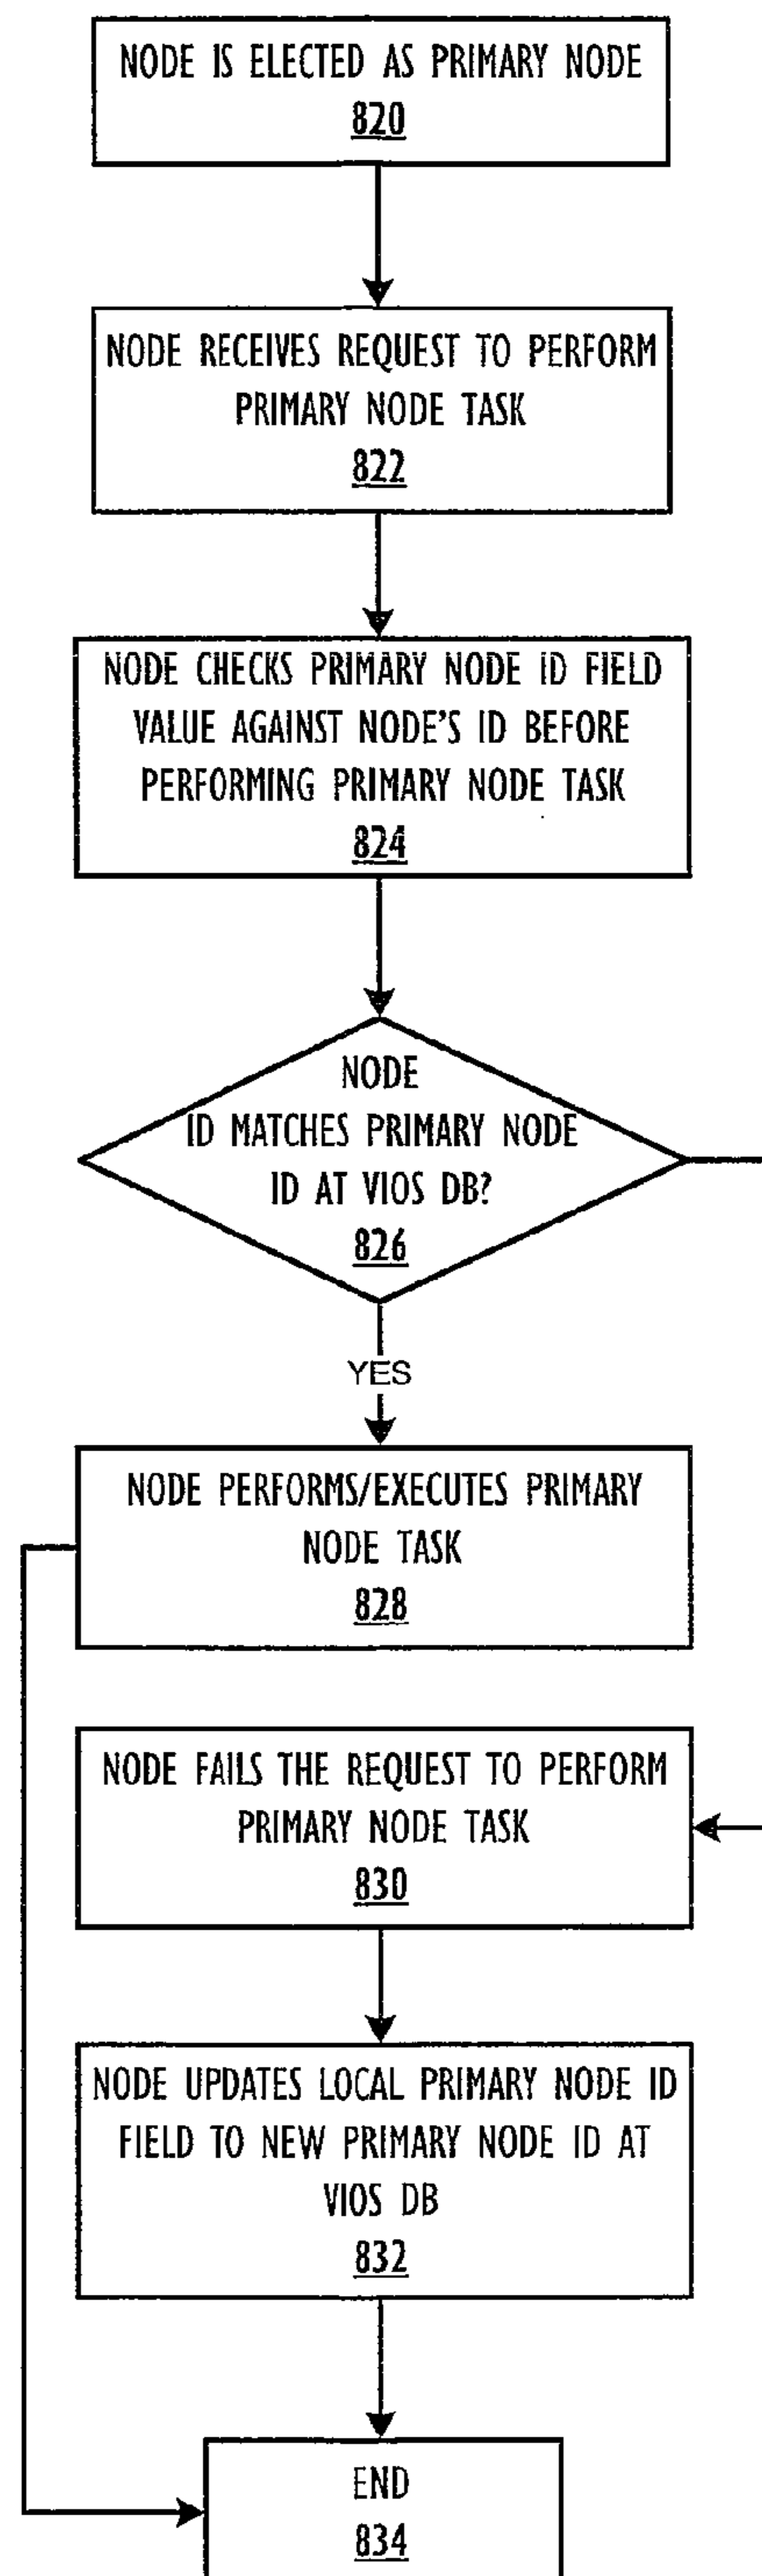 NODE IS ELECTED AS PRIMARY NODE
820
NODE RECEIVES REQUEST TO PERFORM
PRIMARY NODE TASK
822
NODE CHECKS PRIMARY NODE ID FIELD
VALUE AGAINST NODE'S ID BEFORE
PERFORMING PRIMARY NODE TASK
824
NODE
ID MATCHES PRIMARY NODE
ID AT VIOS DB?
826
YES
NODE PERFORMS/EXECUTES PRIMARY
NODE TASK
828
NODE FAILS THE REQUEST TO PERFORM
PRIMARY NODE TASK
830
NODE UPDATES LOCAL PRIMARY NODE ID
FIELD TO NEW PRIMARY NODE ID AT
VIOS DB
832
END
834